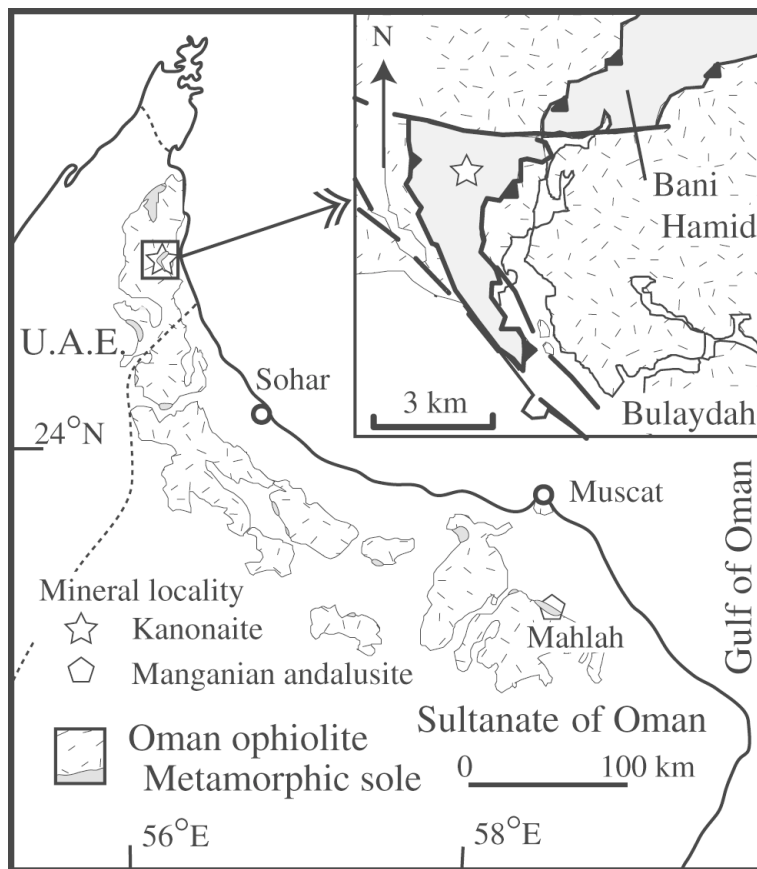 N
Bani
Hamid
3 km
Bulaydah
U.A.E.
Sohar
24°N
Muscat
Gulf of Oman
Mineral locality
Kanonaite
Manganian andalusite
Mahlah
Oman ophiolite
Metamorphic sole
Sultanate of Oman
0 100 km
56°E
58°E